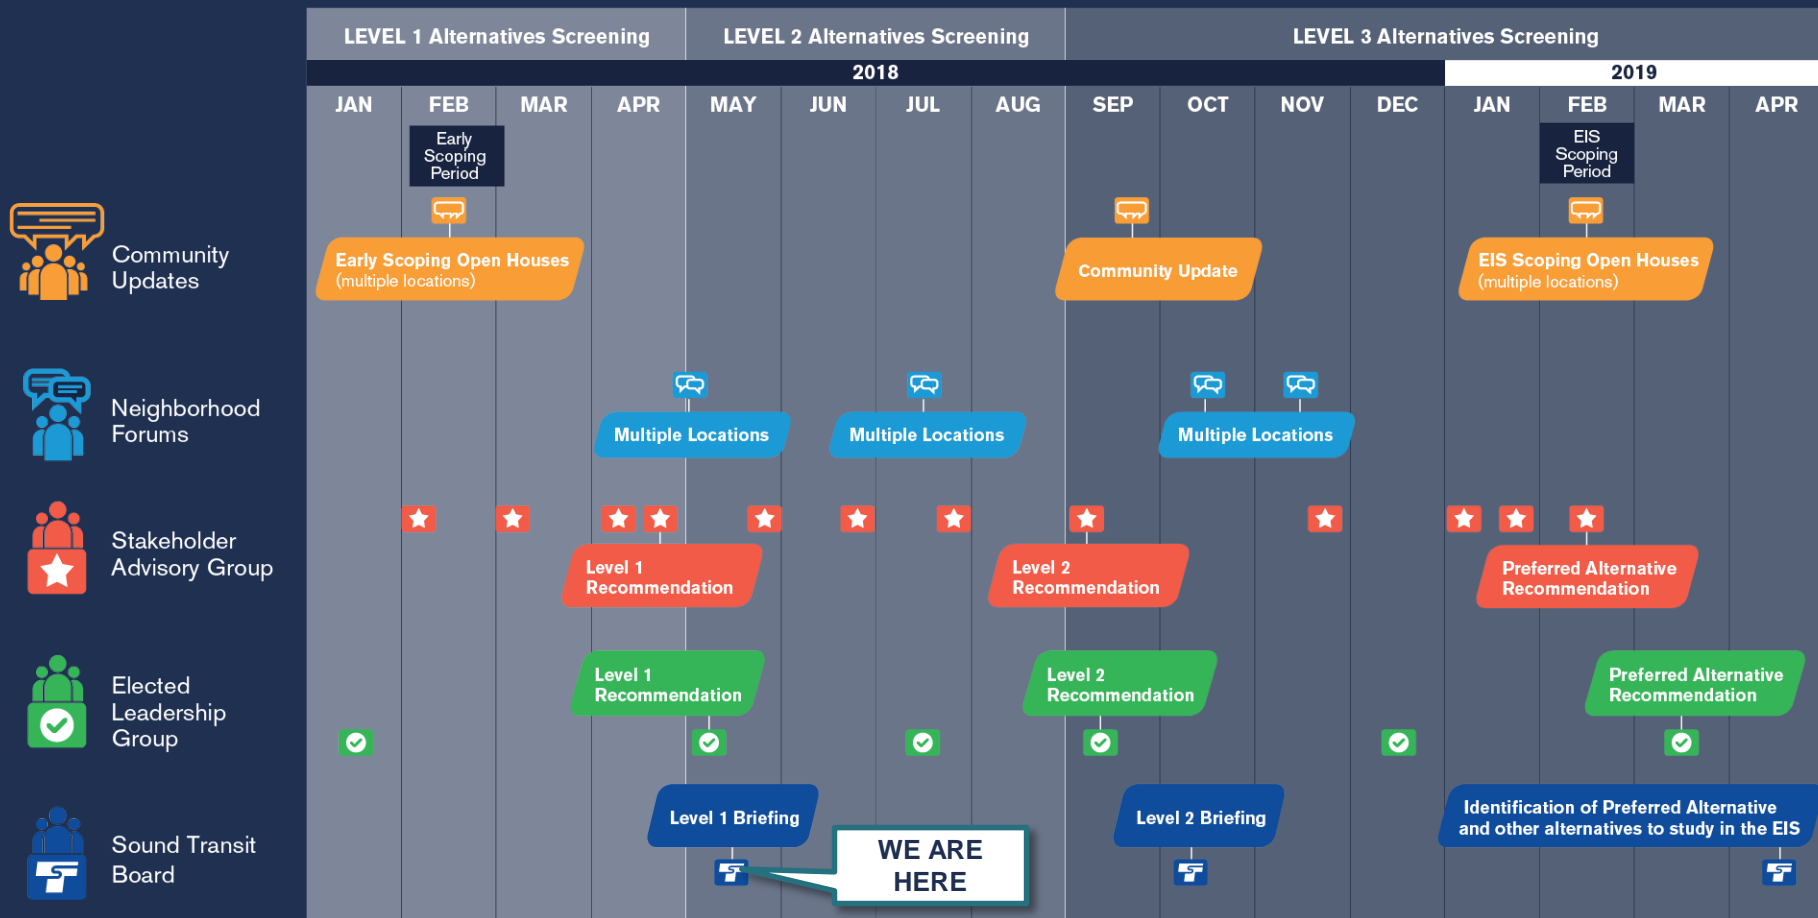 LEVEL 1 Alternatives Screening
LEVEL 2 Alternatives Screening
LEVEL 3 Alternatives Screening
2018
2019
JAN
FEB
MAR
APR
MAY
JUN
JUL
AUG
SEP
OCT
NOV
DEC
JAN
FEB
MAR
APR
Early
Scoping
Period
EIS
Scoping
Period
Community
Updates
Early Scoping Open Houses
(multiple locations)
Community Update
EIS Scoping Open Houses
(multiple locations)
Neighborhood
Forums
Multiple Locations
Multiple Locations
Multiple Locations
Stakeholder
Advisory Group
Level 1
Recommendation
Level 2
Recommendation
Preferred Alternative
Recommendation
Elected
Leadership
Group
Level 1
Recommendation
Level 2
Recommendation
Preferred Alternative
Recommendation
Sound Transit
Board
Level 1 Briefing
Level 2 Briefing
Identification of Preferred Alternative
and other alternatives to study in the EIS
WE ARE
HERE